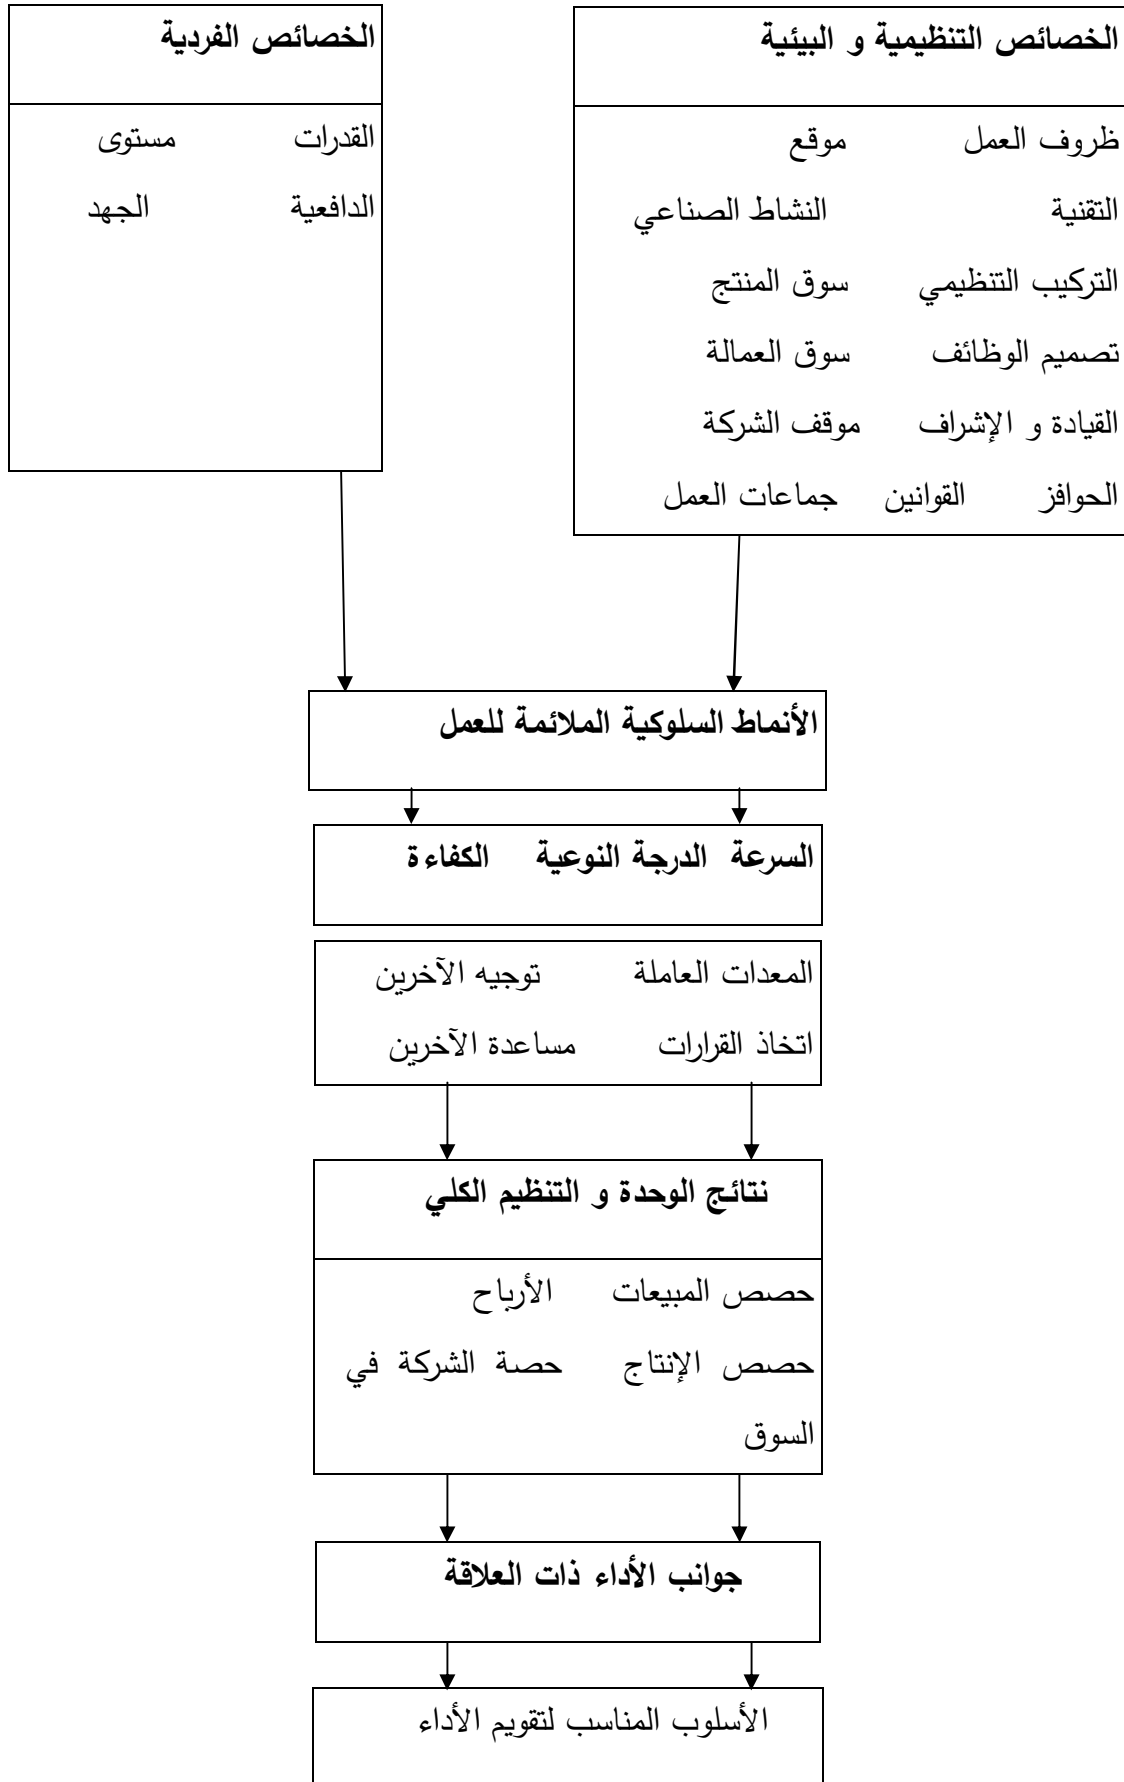 الخصائص التنظيمية و البيئية
ظروف العمل موقع
التقنية النشاط الصناعي
التركيب التنظيمي سوق المنتج
تصميم الوظائف سوق العمالة
القيادة و الإشراف موقف الشركة
الحوافز القوانين جماعات العمل
الخصائص الفردية
القدرات مستوى
الدافعية الجهد
الأنماط السلوكية الملائمة للعمل
السرعة الدرجة النوعية الكفاءة
المعدات العاملة توجيه الآخرين
اتخاذ القرارات مساعدة الآخرين
نتائج الوحدة و التنظيم الكلي
حصص المبيعات الأرباح
حصص الإنتاج حصة الشركة في
السوق
جوانب الأداء ذات العلاقة
الأسلوب المناسب لتقويم الأداء